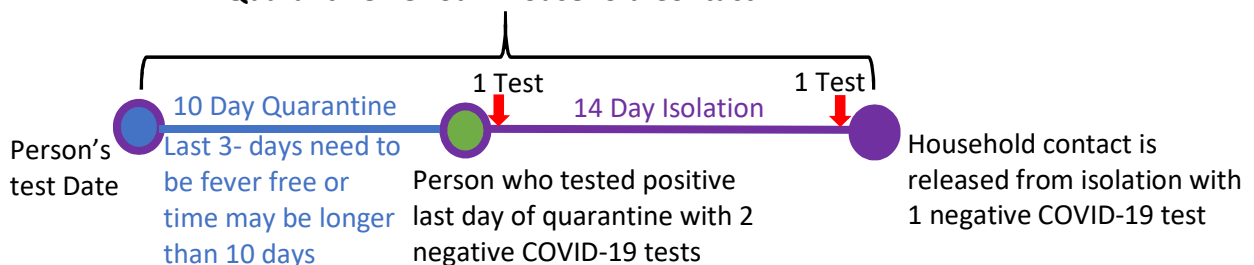 1 Test
1 Test
10 Day Quarantine
14 Day Isolation
Person's
test Date
Last 3- days need to
be fever free or
time may be longer
than 10 days
Person who tested positive
last day of quarantine with 2
negative COVID-19 tests
Household contact is
released from isolation with
1 negative COVID-19 test